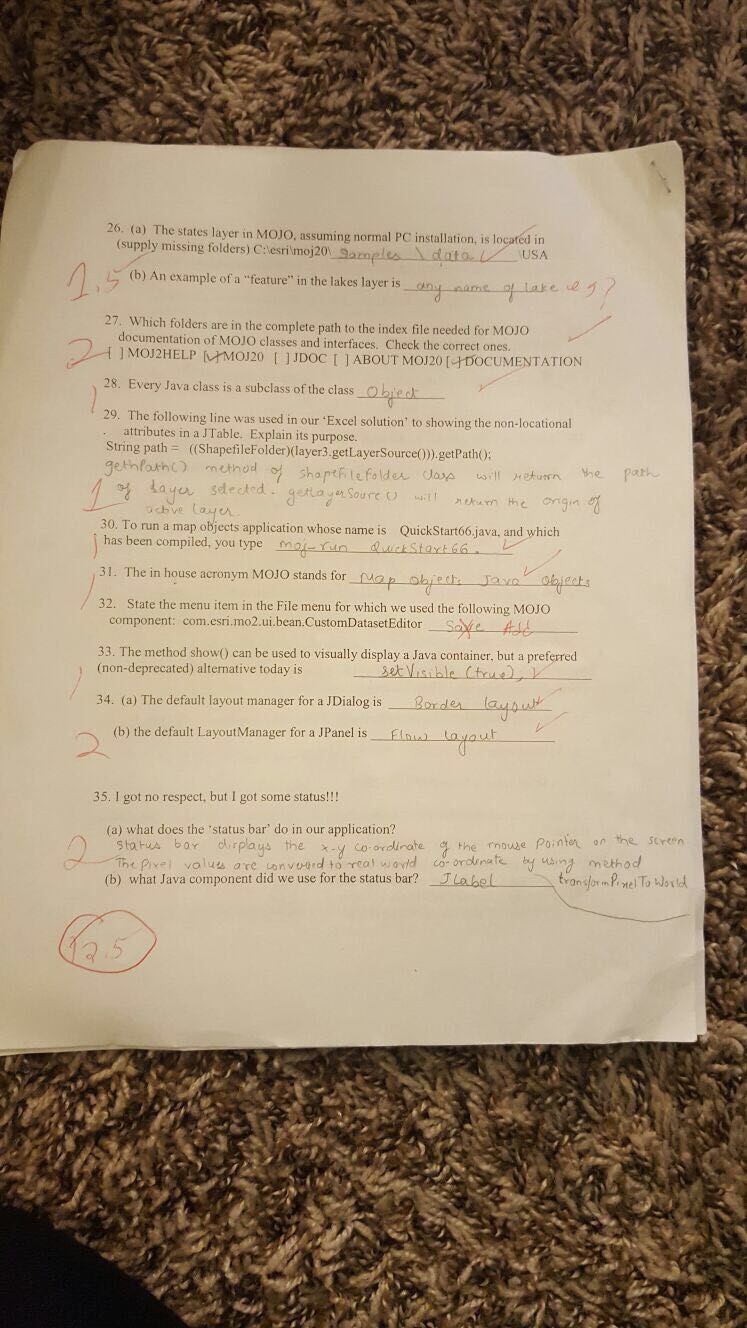 26. (a) The states layer in MOJO, assuming normal PC installation, is located in
(supply missing folders) C:\esri\moj20\ samples \ data \USA
1.5
(b) An example of a "feature" in the lakes layer is any name of lake e g ?
27. Which folders are in the complete path to the index file needed for MOJO
documentation of MOJO classes and interfaces. Check the correct ones.
2
[ ] MOJ2HELP [✓] MOJ20 [ ] JDOC [ ] ABOUT MOJ20 [✓] DOCUMENTATION
1
28. Every Java class is a subclass of the class Object
29. The following line was used in our 'Excel solution' to showing the non-locational
attributes in a JTable. Explain its purpose.
String path = ((ShapefileFolder)(layer3.getLayerSource())).getPath();
gethPath() method of shapefilefolder class will return the path
1
of layer selected. getlayerSource() will return the origin of
active layer.
30. To run a map objects application whose name is QuickStart66.java, and which
1
has been compiled, you type moj-run QuickStart66.
31. The in house acronym MOJO stands for Map objects Java objects
1
32. State the menu item in the File menu for which we used the following MOJO
component: com.esri.mo2.ui.bean.CustomDatasetEditor Save Add
33. The method show() can be used to visually display a Java container, but a preferred
1
(non-deprecated) alternative today is setVisible (true);
34. (a) The default layout manager for a JDialog is Border layout
2
(b) the default LayoutManager for a JPanel is Flow layout
35. I got no respect, but I got some status!!!
(a) what does the 'status bar' do in our application?
Status bar displays the x-y co-ordinate of the mouse pointer on the screen
2
The Pixel values are converted to real world co-ordinate by using method
(b) what Java component did we use for the status bar? JLabel transformPixelToWorld
12.5